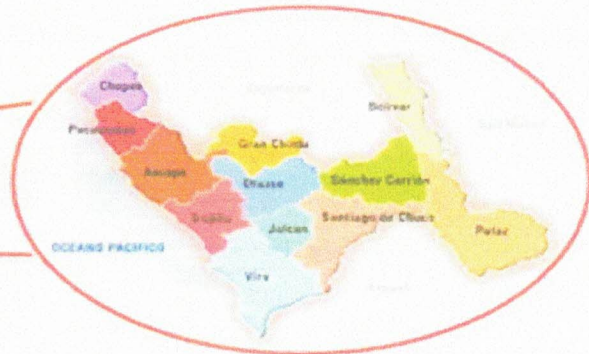 Chepen
Bolivar
Pacasmayo
Gran Chimu
Ascope
Otuzco
Sánchez Carrión
Trujillo
Santiago de Chuco
Julcan
Pataz
OCEANO PACIFICO
Viru